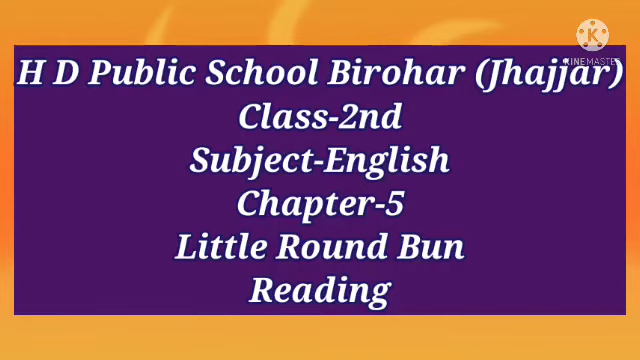 K
KINEMASTER
H D Public School Birohar (Jhajjar)
Class-2nd
Subject-English
Chapter-5
Little Round Bun
Reading